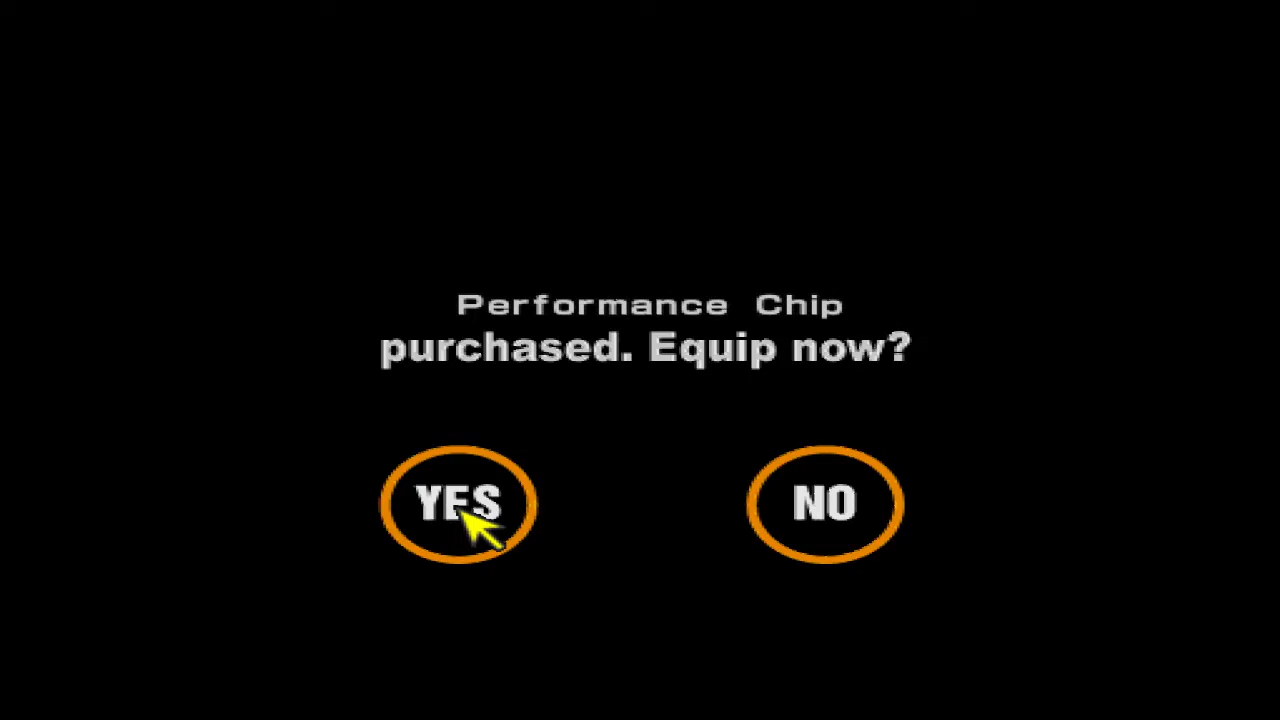 Performance Chip
purchased. Equip now?
YES NO